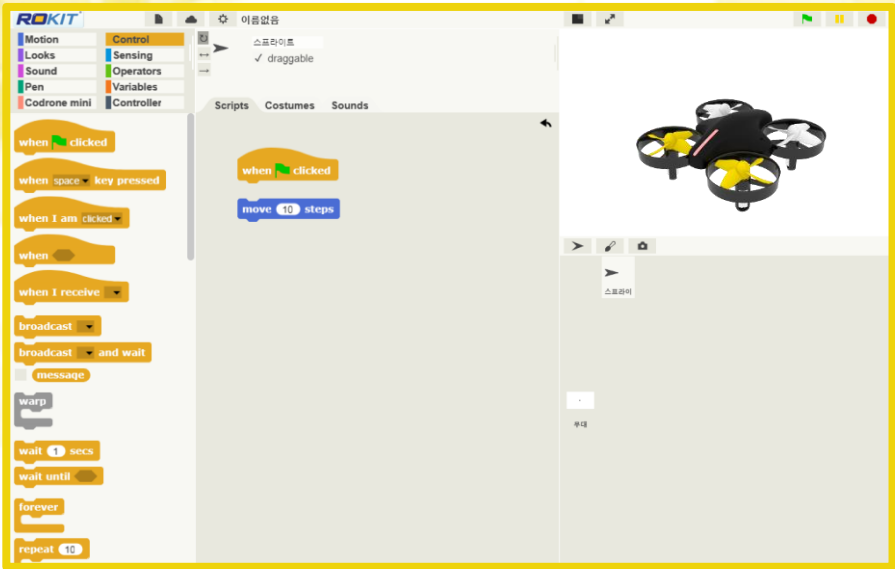 ROKIT
이름없음
Motion
Control
Looks
Sensing
Sound
Operators
Pen
Variables
Codrone mini
Controller
스프라이트
✓ draggable
Scripts Costumes Sounds
when clicked
when space key pressed
when I am clicked
when
when I receive
broadcast
broadcast and wait
message
warp
wait 1 secs
wait until
forever
repeat 10
when clicked
move 10 steps
스프라이
무대